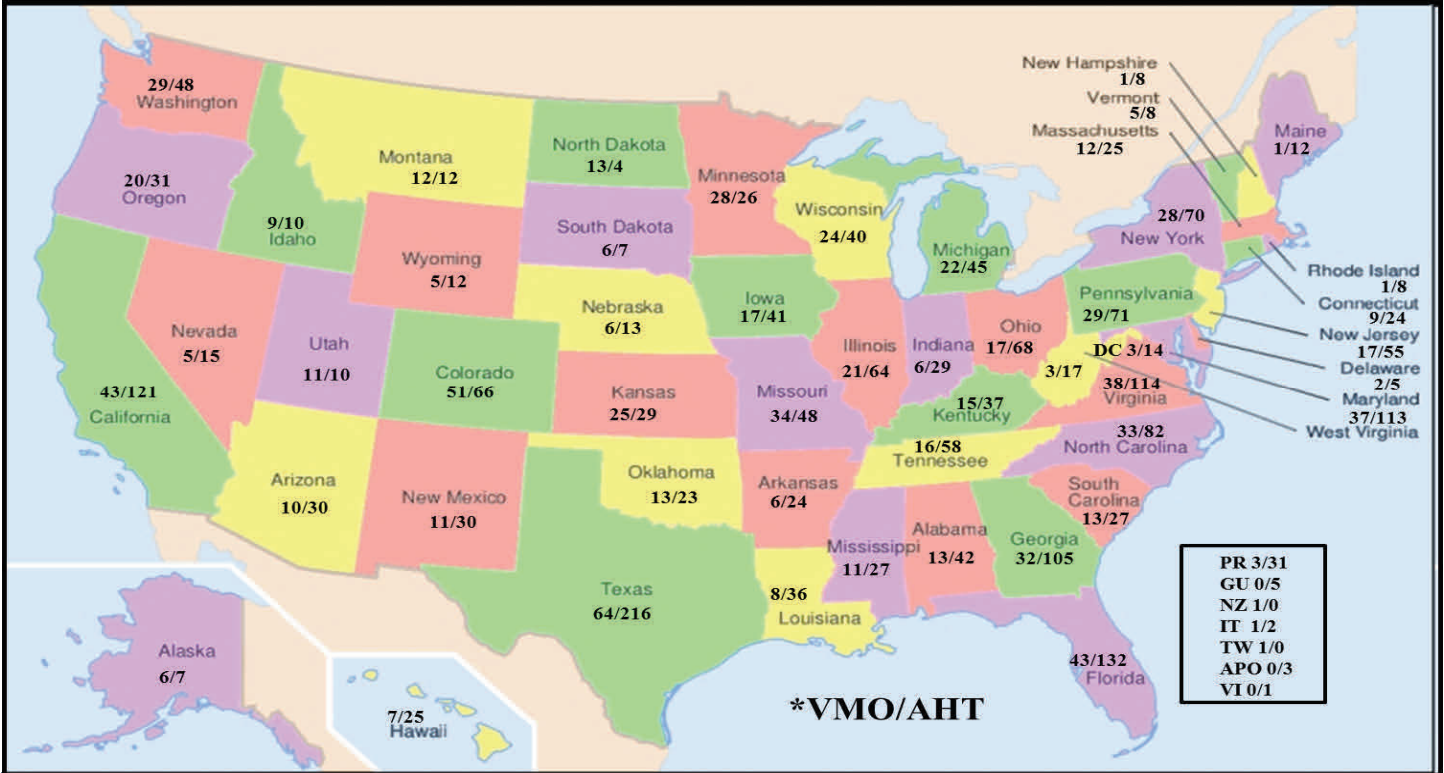 29/48
Washington
20/31
Oregon
43/121
California
9/10
Idaho
5/15
Nevada
Montana
12/12
Wyoming
5/12
Utah
11/10
Colorado
51/66
Arizona
10/30
New Mexico
11/30
North Dakota
13/4
South Dakota
6/7
Nebraska
6/13
Kansas
25/29
Oklahoma
13/23
Texas
64/216
Minnesota
28/26
Iowa
17/41
Missouri
34/48
Arkansas
6/24
8/36
Louisiana
Wisconsin
24/40
Illinois
21/64
Michigan
22/45
Indiana
6/29
Ohio
17/68
15/37
Kentucky
16/58
Tennessee
Mississippi
11/27
Alabama
13/42
Georgia
32/105
43/132
Florida
South
Carolina
13/27
33/82
North Carolina
38/114
Virginia
3/17
DC 3/14
Pennsylvania
29/71
28/70
New York
Maine
1/12
New Hampshire
1/8
Vermont
5/8
Massachusetts
12/25
Rhode Island
1/8
Connecticut
9/24
New Jersey
17/55
Delaware
2/5
Maryland
37/113
West Virginia
Alaska
6/7
7/25
Hawaii
*VMO/AHT
PR 3/31
GU 0/5
NZ 1/0
IT 1/2
TW 1/0
APO 0/3
VI 0/1